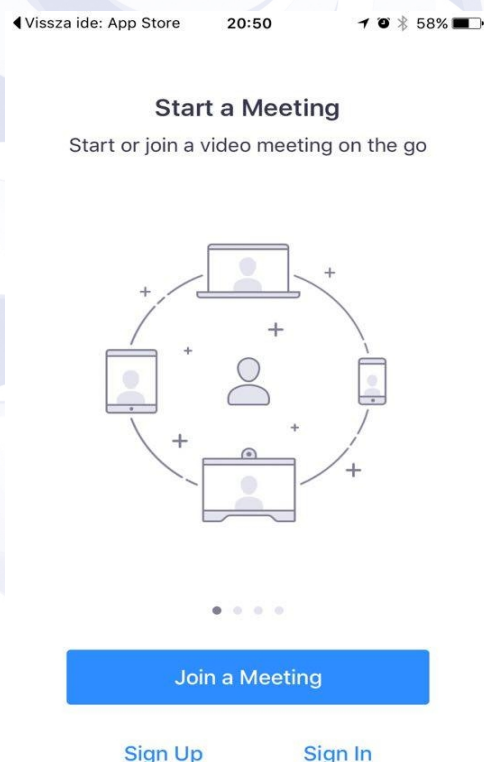 Vissza ide: App Store 20:50 58%
Start a Meeting
Start or join a video meeting on the go
Join a Meeting
Sign Up Sign In